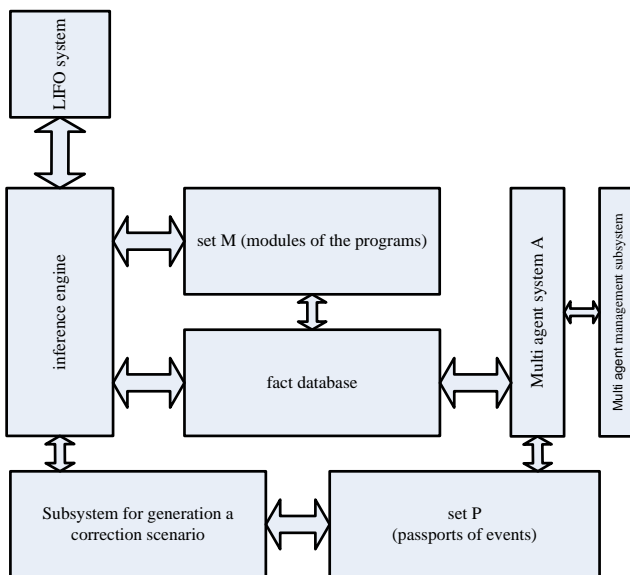 LIFO system
inference engine
set M (modules of the programs)
fact database
Multi agent system A
Multi agent management subsystem
Subsystem for generation a
correction scenario
set P
(passports of events)